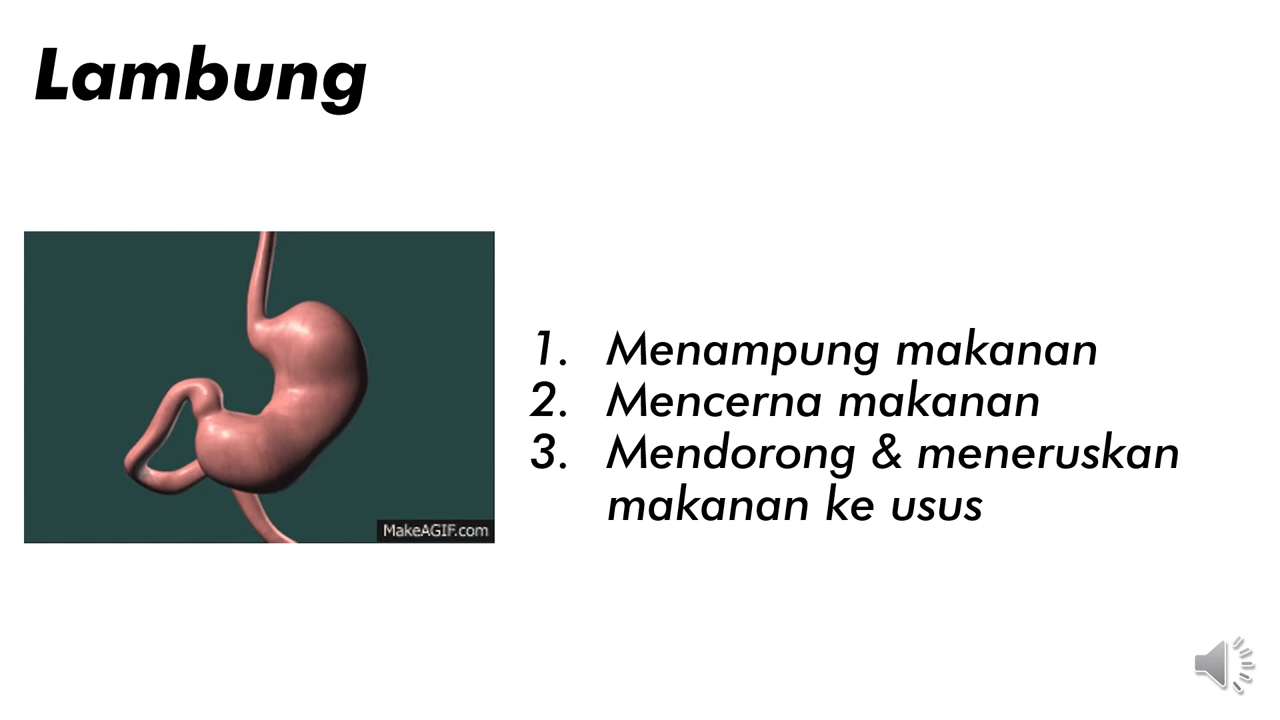 Lambung
MakeAGIF.com
1. Menampung makanan
2. Mencerna makanan
3. Mendorong & meneruskan
makanan ke usus